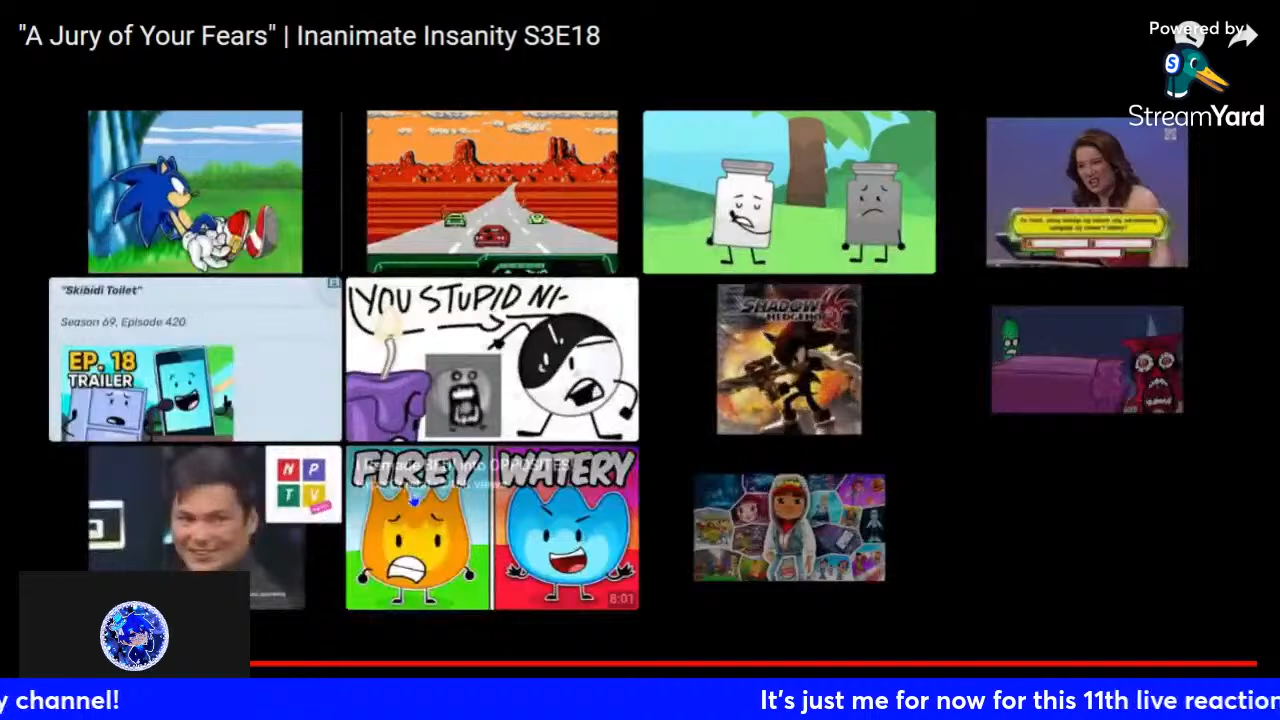 "A Jury of Your Fears" | Inanimate Insanity S3E18
Powered by
S
StreamYard
"Skibidi Toilet"
Season 69, Episode 420
EP. 18
TRAILER
YOU STUPID NI-
SHADOW
N P
T V
FIREY
WATERY
OPPOSITES
8:01
y channel!
It's just me for now for this 11th live reaction